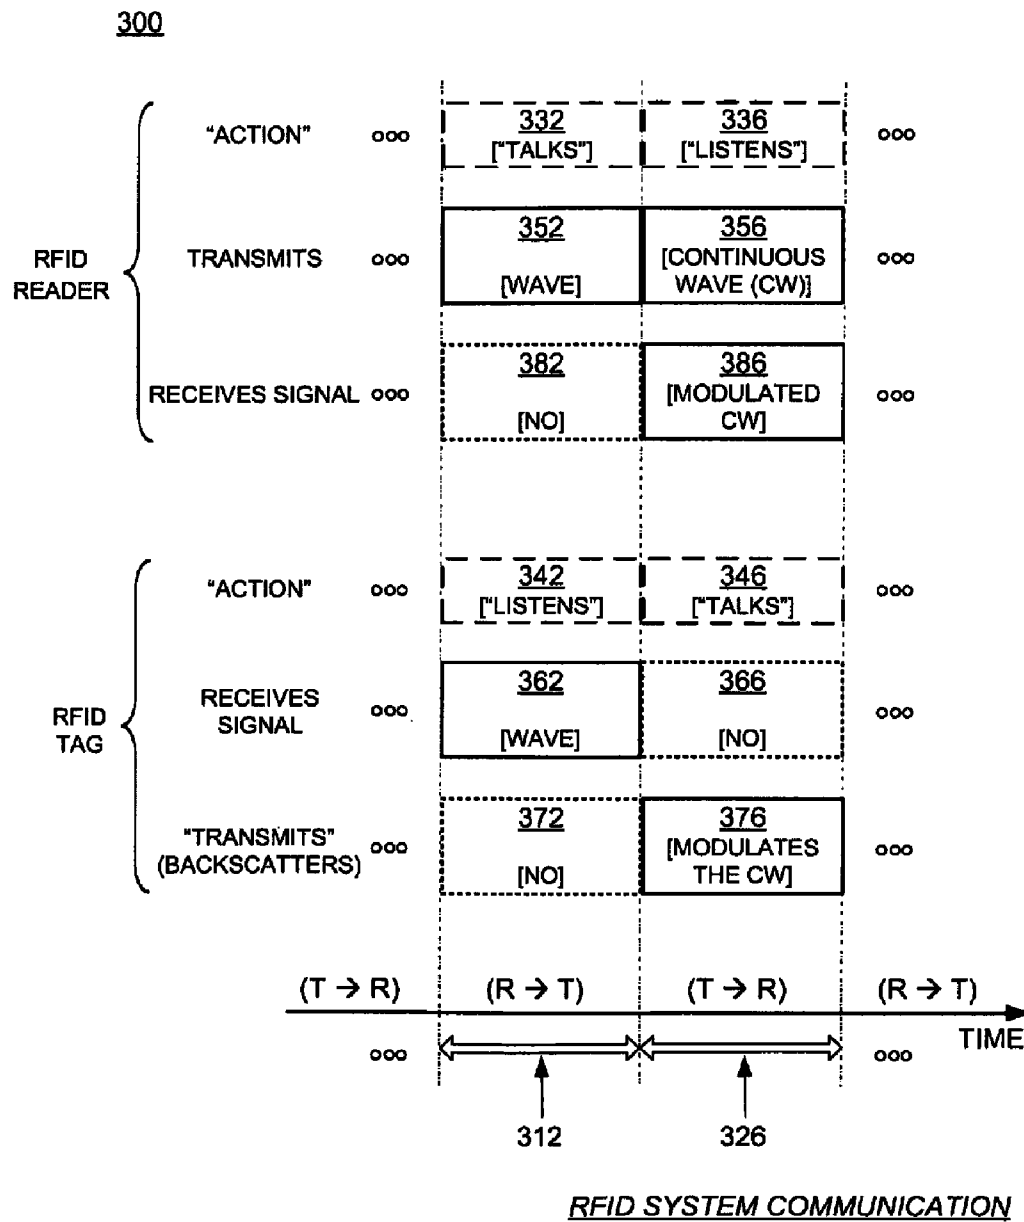 300
"ACTION" ooo 332 336 ooo
["TALKS"] ["LISTENS"]
RFID READER
TRANSMITS ooo 352 356 ooo
[WAVE] [CONTINUOUS WAVE (CW)]
RECEIVES SIGNAL ooo 382 386 ooo
[NO] [MODULATED CW]
"ACTION" ooo 342 346 ooo
["LISTENS"] ["TALKS"]
RFID TAG
RECEIVES SIGNAL ooo 362 366 ooo
[WAVE] [NO]
"TRANSMITS" (BACKSCATTERS) ooo 372 376 ooo
[NO] [MODULATES THE CW]
(T → R) (R → T) (T → R) (R → T)
TIME
ooo ooo
312 326
RFID SYSTEM COMMUNICATION